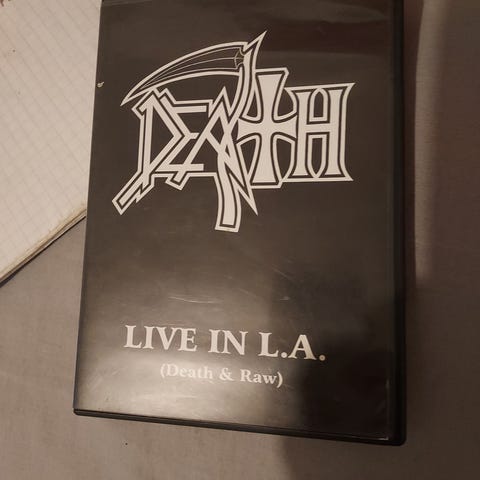 DEATH
LIVE IN L.A.
(Death & Raw)